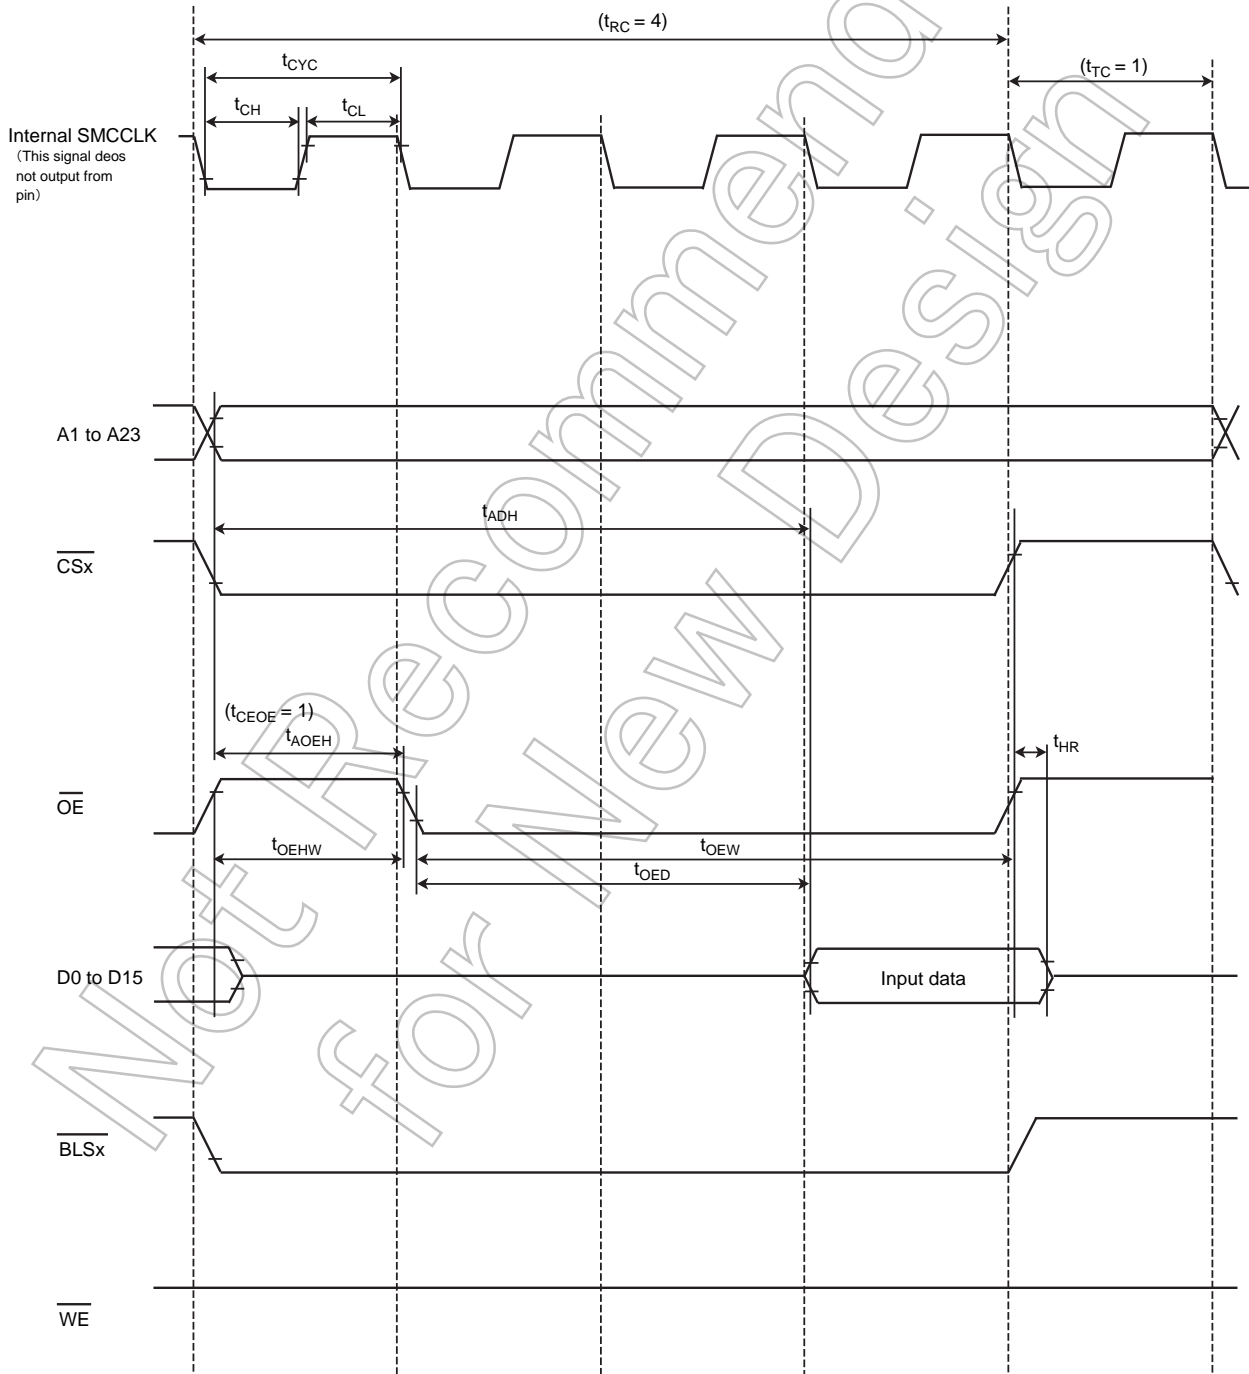 (tRC = 4)
tCYC
(tTC = 1)
tCH
tCL
Internal SMCCLK
(This signal deos
not output from
pin)
A1 to A23
tADH
CSx
(tCEOE = 1)
tAOEH
tHR
OE
tOEHW
tOEW
tOED
D0 to D15
Input data
BLSx
WE
Not Recommend
for New Design